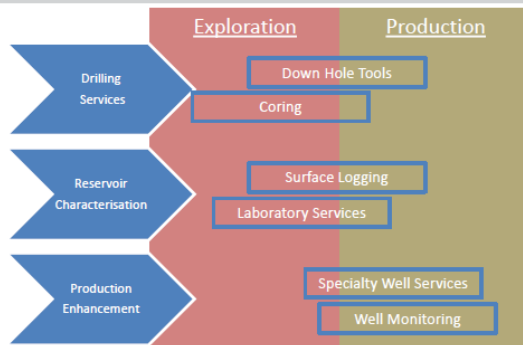 Exploration
Production
Drilling
Services
Down Hole Tools
Coring
Reservoir
Characterisation
Surface Logging
Laboratory Services
Production
Enhancement
Specialty Well Services
Well Monitoring